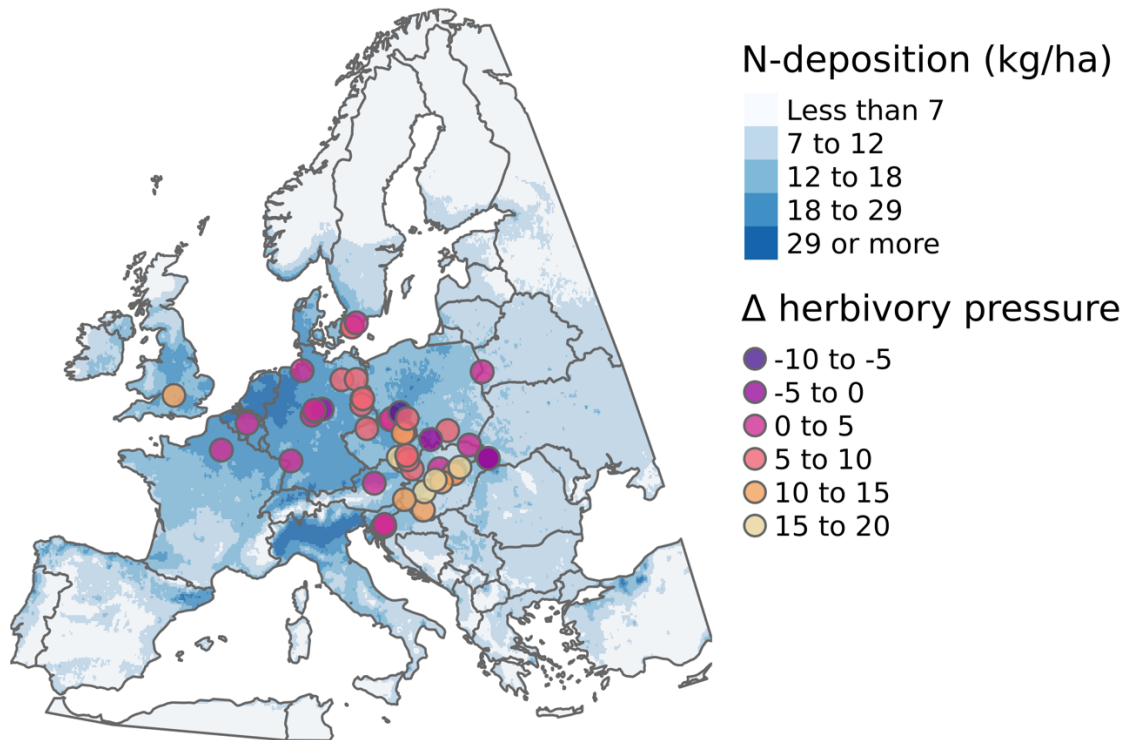 N-deposition (kg/ha)
Less than 7
7 to 12
12 to 18
18 to 29
29 or more
Δ herbivory pressure
-10 to -5
-5 to 0
0 to 5
5 to 10
10 to 15
15 to 20